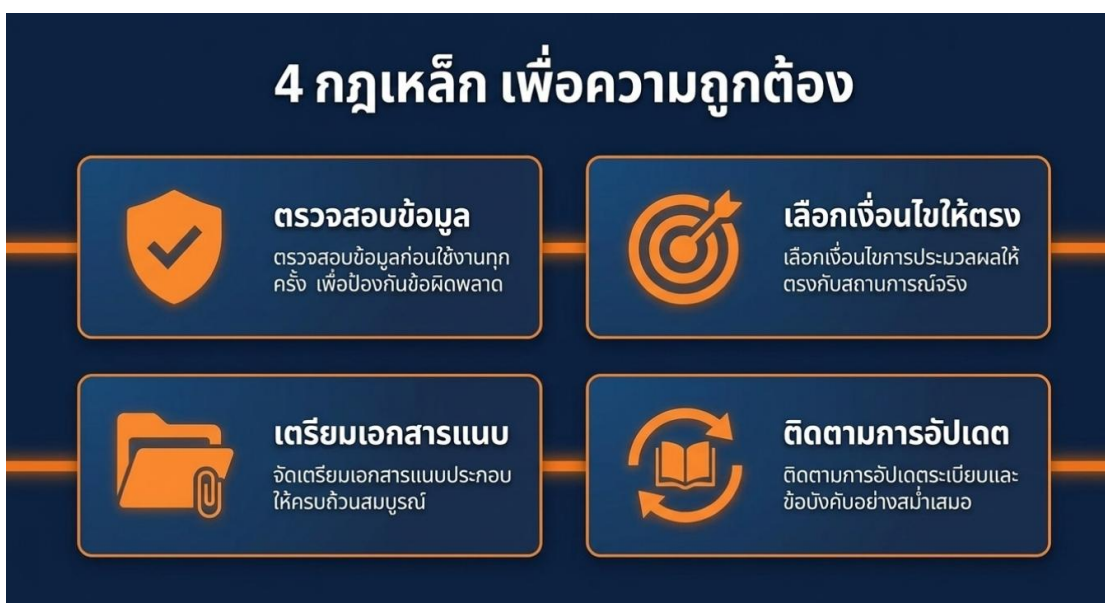 4 กฎเหล็ก เพื่อความถูกต้อง
ตรวจสอบข้อมูล
ตรวจสอบข้อมูลก่อนใช้งานทุก
ครั้ง เพื่อป้องกันข้อผิดพลาด
เลือกเงื่อนไขให้ตรง
เลือกเงื่อนไขการประมวลผลให้
ตรงกับสถานการณ์จริง
เตรียมเอกสารแนบ
จัดเตรียมเอกสารแนบประกอบ
ให้ครบถ้วนสมบูรณ์
ติดตามการอัปเดต
ติดตามการอัปเดตระเบียบและ
ข้อบังคับอย่างสม่ำเสมอ